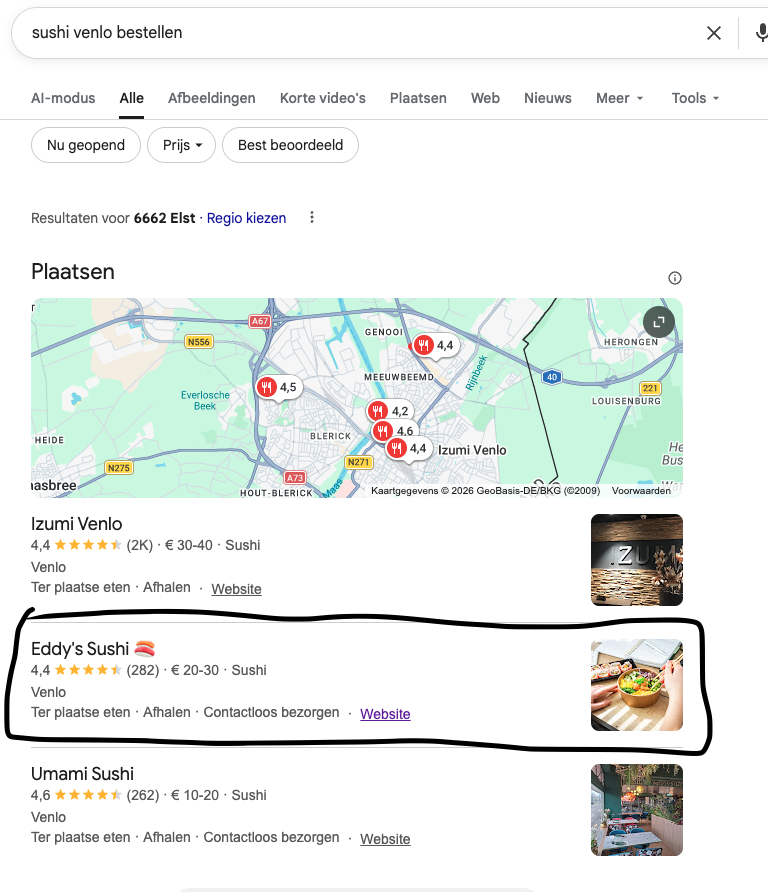 sushi venlo bestellen
AI-modus Alle Afbeeldingen Korte video's Plaatsen Web Nieuws Meer Tools
Nu geopend Prijs Best beoordeeld
Resultaten voor 6662 Elst · Regio kiezen
Plaatsen
A67
N556
GENOOI
4,4
HERONGEN
40
MEEUWBEEMD
Rijnbeek
4,5
221
Everlosche
Beek
LOUISENBURG
4,2
4,6
HEIDE
BLERICK
4,4
Izumi Venlo
N271
N275
A73
aasbree
HOUT-BLERICK
Maas
Kaartgegevens © 2026 GeoBasis-DE/BKG (©2009) Voorwaarden
Izumi Venlo
4,4 (2K) · € 30-40 · Sushi
Venlo
Ter plaatse eten · Afhalen · Website
Eddy's Sushi 🍣
4,4 (282) · € 20-30 · Sushi
Venlo
Ter plaatse eten · Afhalen · Contactloos bezorgen · Website
Umami Sushi
4,6 (262) · € 10-20 · Sushi
Venlo
Ter plaatse eten · Afhalen · Contactloos bezorgen · Website